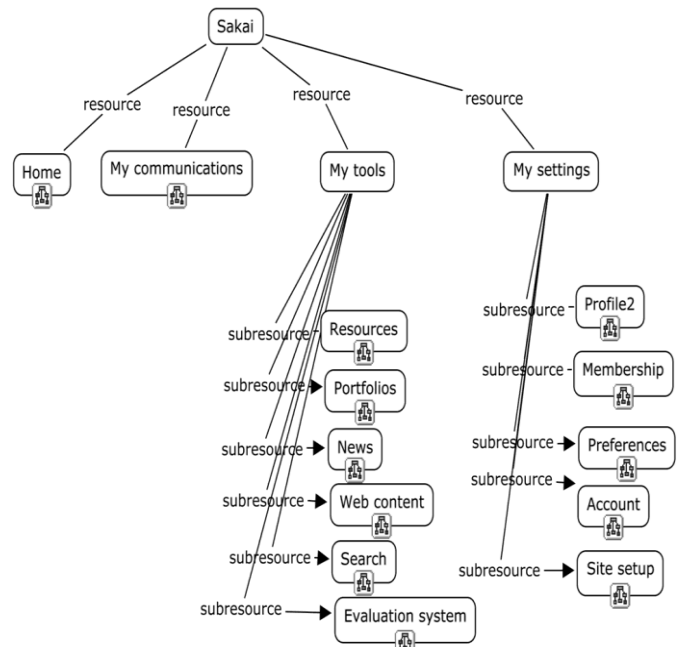 Sakai
resource
resource
resource
resource
Home
My communications
My tools
My settings
subresource
Resources
subresource
Profile2
subresource
Portfolios
subresource
Membership
subresource
News
subresource
Preferences
subresource
Web content
subresource
Account
subresource
Search
subresource
Site setup
subresource
Evaluation system